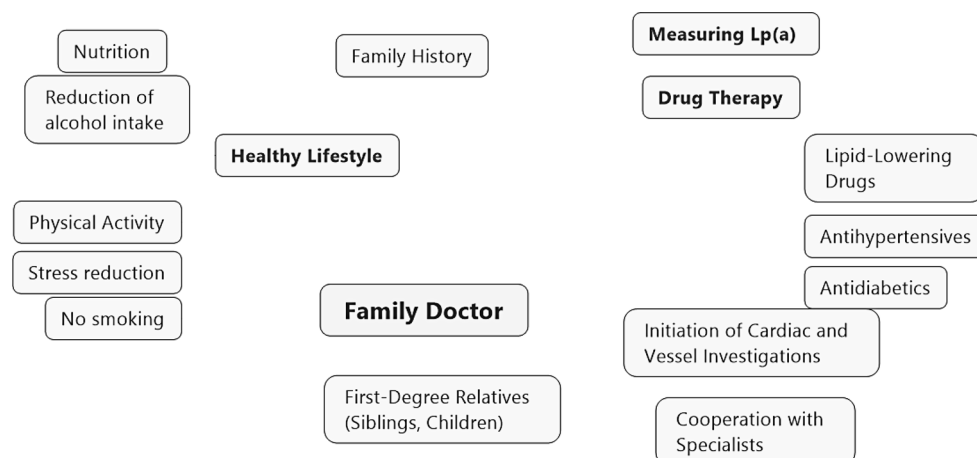 Nutrition
Reduction of
alcohol intake
Family History
Measuring Lp(a)
Drug Therapy
Healthy Lifestyle
Lipid-Lowering
Drugs
Physical Activity
Antihypertensives
Stress reduction
Antidiabetics
No smoking
Family Doctor
Initiation of Cardiac and
Vessel Investigations
First-Degree Relatives
(Siblings, Children)
Cooperation with
Specialists